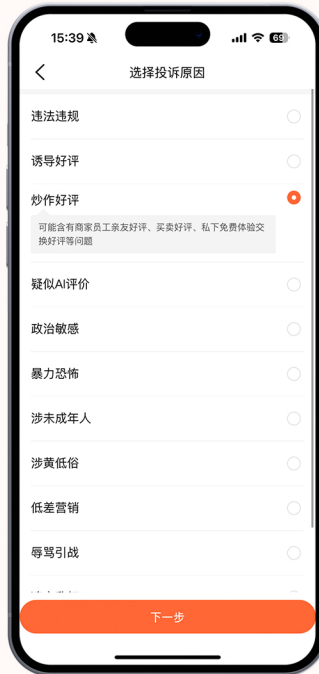 15:39
69
选择投诉原因
违法违规
诱导好评
炒作好评
可能含有商家员工亲友好评、买卖好评、私下免费体验交
换好评等问题
疑似AI评价
政治敏感
暴力恐怖
涉未成年人
涉黄低俗
低差营销
辱骂引战
下一步